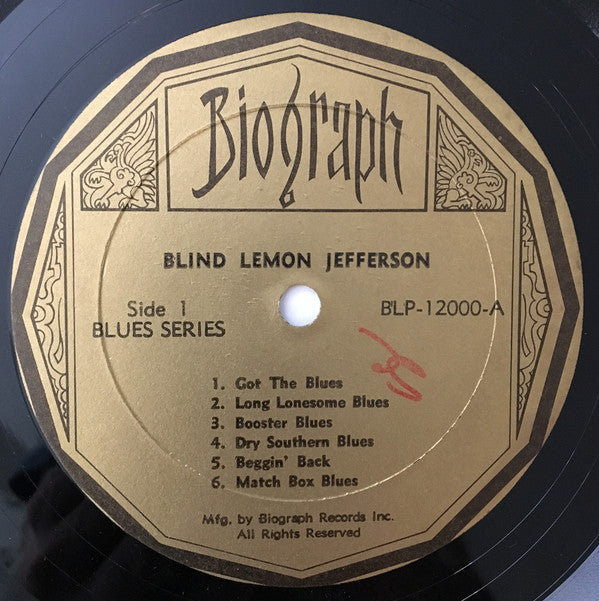 Biograph
BLIND LEMON JEFFERSON
Side 1 BLP-12000-A
BLUES SERIES
1. Got The Blues
2. Long Lonesome Blues
3. Booster Blues
4. Dry Southern Blues
5. Beggin' Back
6. Match Box Blues
Mfg. by Biograph Records Inc.
All Rights Reserved